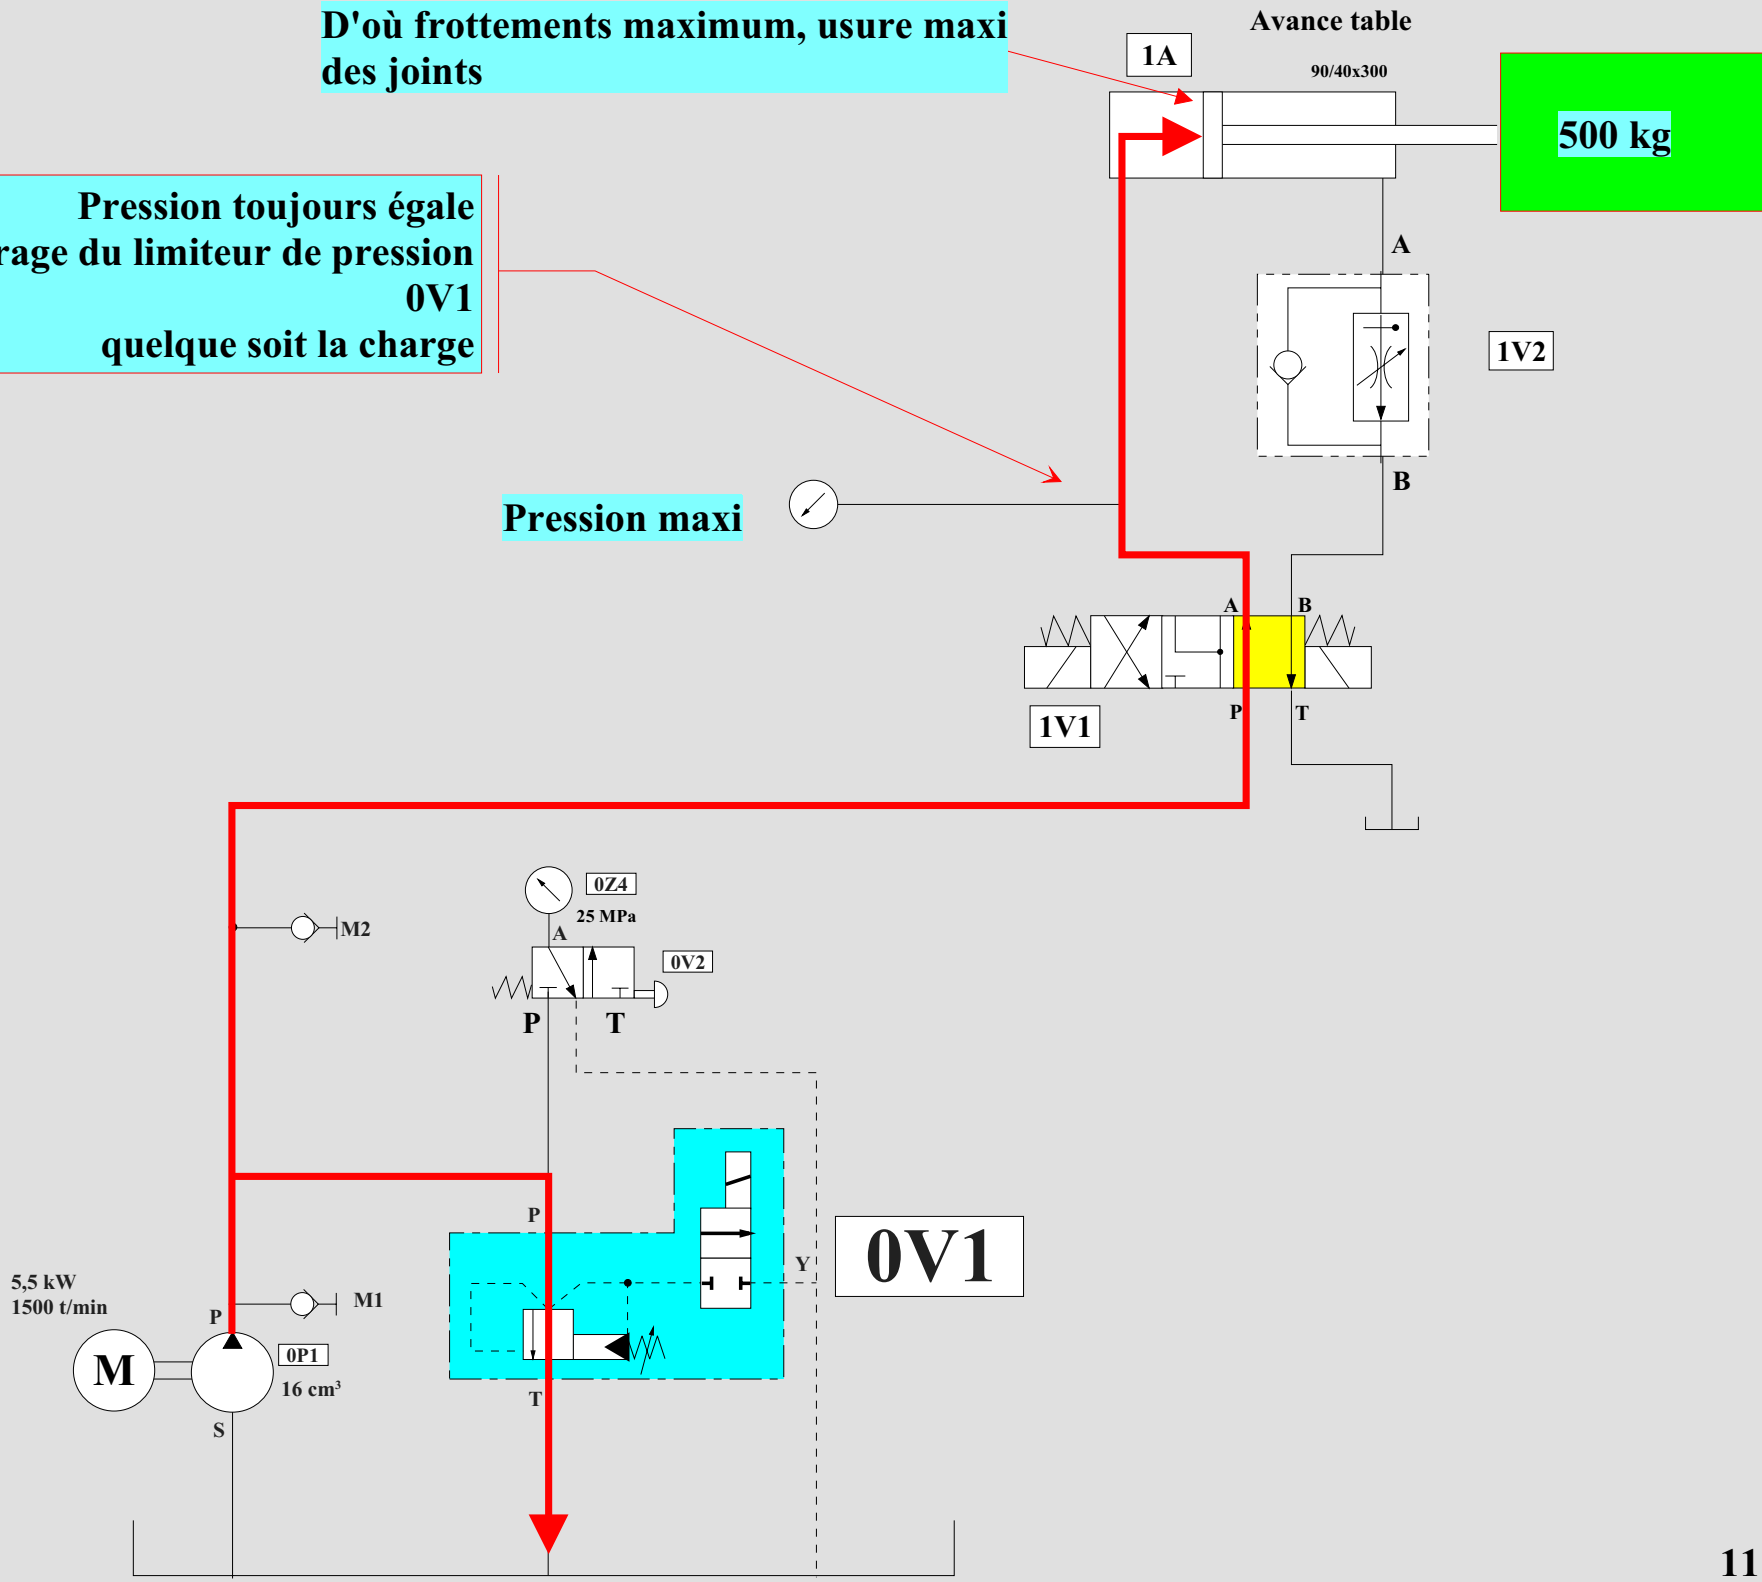 D'où frottements maximum, usure maxi
des joints
Avance table
1A
90/40x300
500 kg
Pression toujours égale
rage du limiteur de pression
0V1
quelque soit la charge
A
1V2
B
Pression maxi
A
B
P
T
1V1
0Z4
25 MPa
A
0V2
P
T
M2
P
Y
0V1
5,5 kW
1500 t/min
M1
P
M
0P1
16 cm³
T
S
11